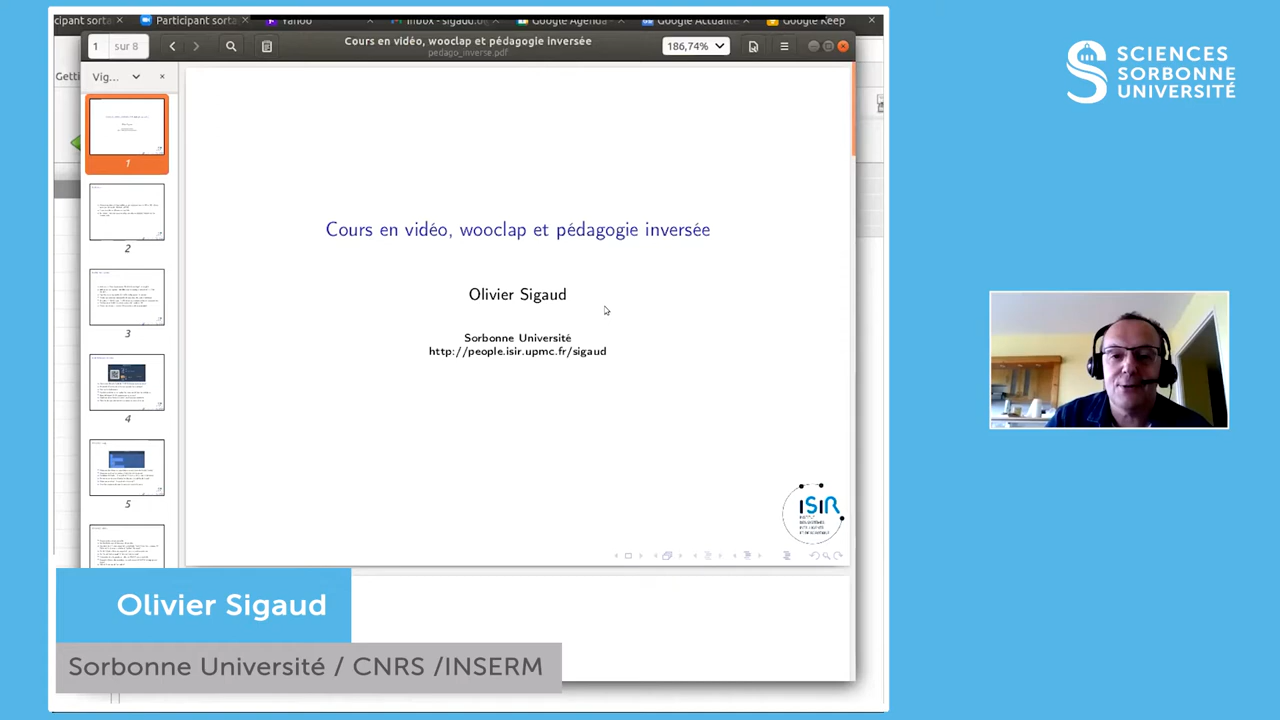 cipant sort
Participant sorta
Yahoo
Inbox - sigaud.o
Google Agenda
Google Actualité
Google Keep
1 sur 8
Cours en vidéo, wooclap et pédagogie inversée
pedago_inverse.pdf
186,74%
Getti
Vig...
1
2
3
4
5
Cours en vidéo, wooclap et pédagogie inversée
Olivier Sigaud
Sorbonne Université
http://people.isir.upmc.fr/sigaud
ISIR
Olivier Sigaud
Sorbonne Université / CNRS /INSERM
SCIENCES
SORBONNE
UNIVERSITÉ